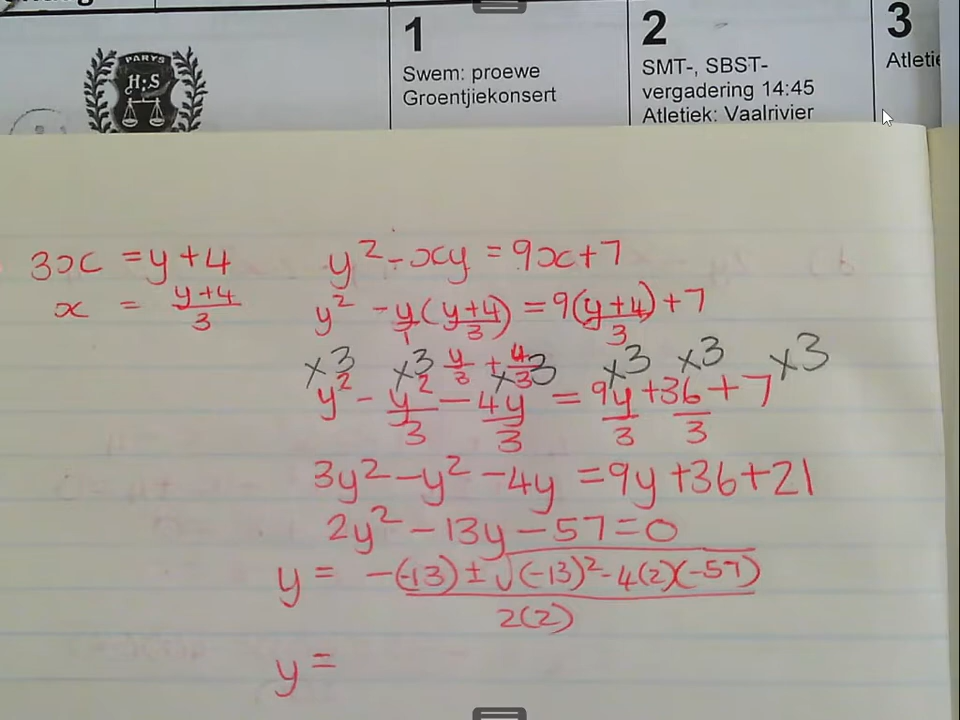 1
Swem: proewe
Groentjiekonsert
2
SMT-, SBST-
vergadering 14:45
Atletiek: Vaalrivier
3
PARYS
H:S
3x = y+4
x = (y+4)/3
y² - xy = 9x+7
y² - y/1((y+4)/3) = 9((y+4)/3) + 7
y/3 + 4/3
×3 ×3 ×3 ×3 ×3 ×3
y² - y²/3 - 4y/3 = 9y/3 + 36/3 + 7
3y² - y² - 4y = 9y + 36 + 21
2y² - 13y - 57 = 0
y = (-(-13) ± √((-13)² - 4(2)(-57)))/(2(2))
y =